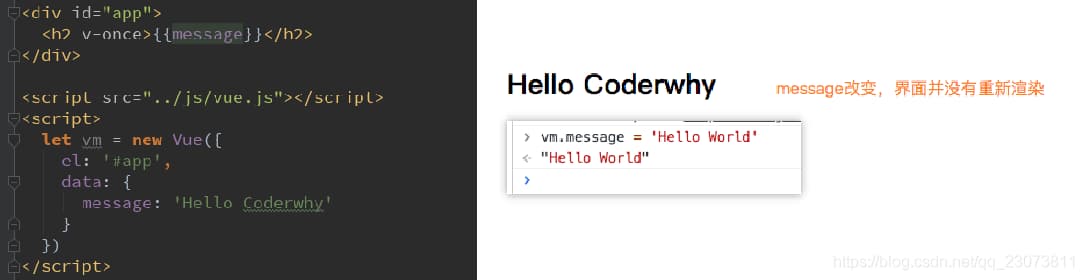 <div id="app">
<h2 v-once>{{message}}</h2>
</div>
<script src="../js/vue.js"></script>
<script>
let vm = new Vue({
el: '#app',
data: {
message: 'Hello Coderwhy'
}
})
</script>
Hello Coderwhy
message改变，界面并没有重新渲染
> vm.message = 'Hello World'
<· "Hello World"
>
https://blog.csdn.net/qq_23073811